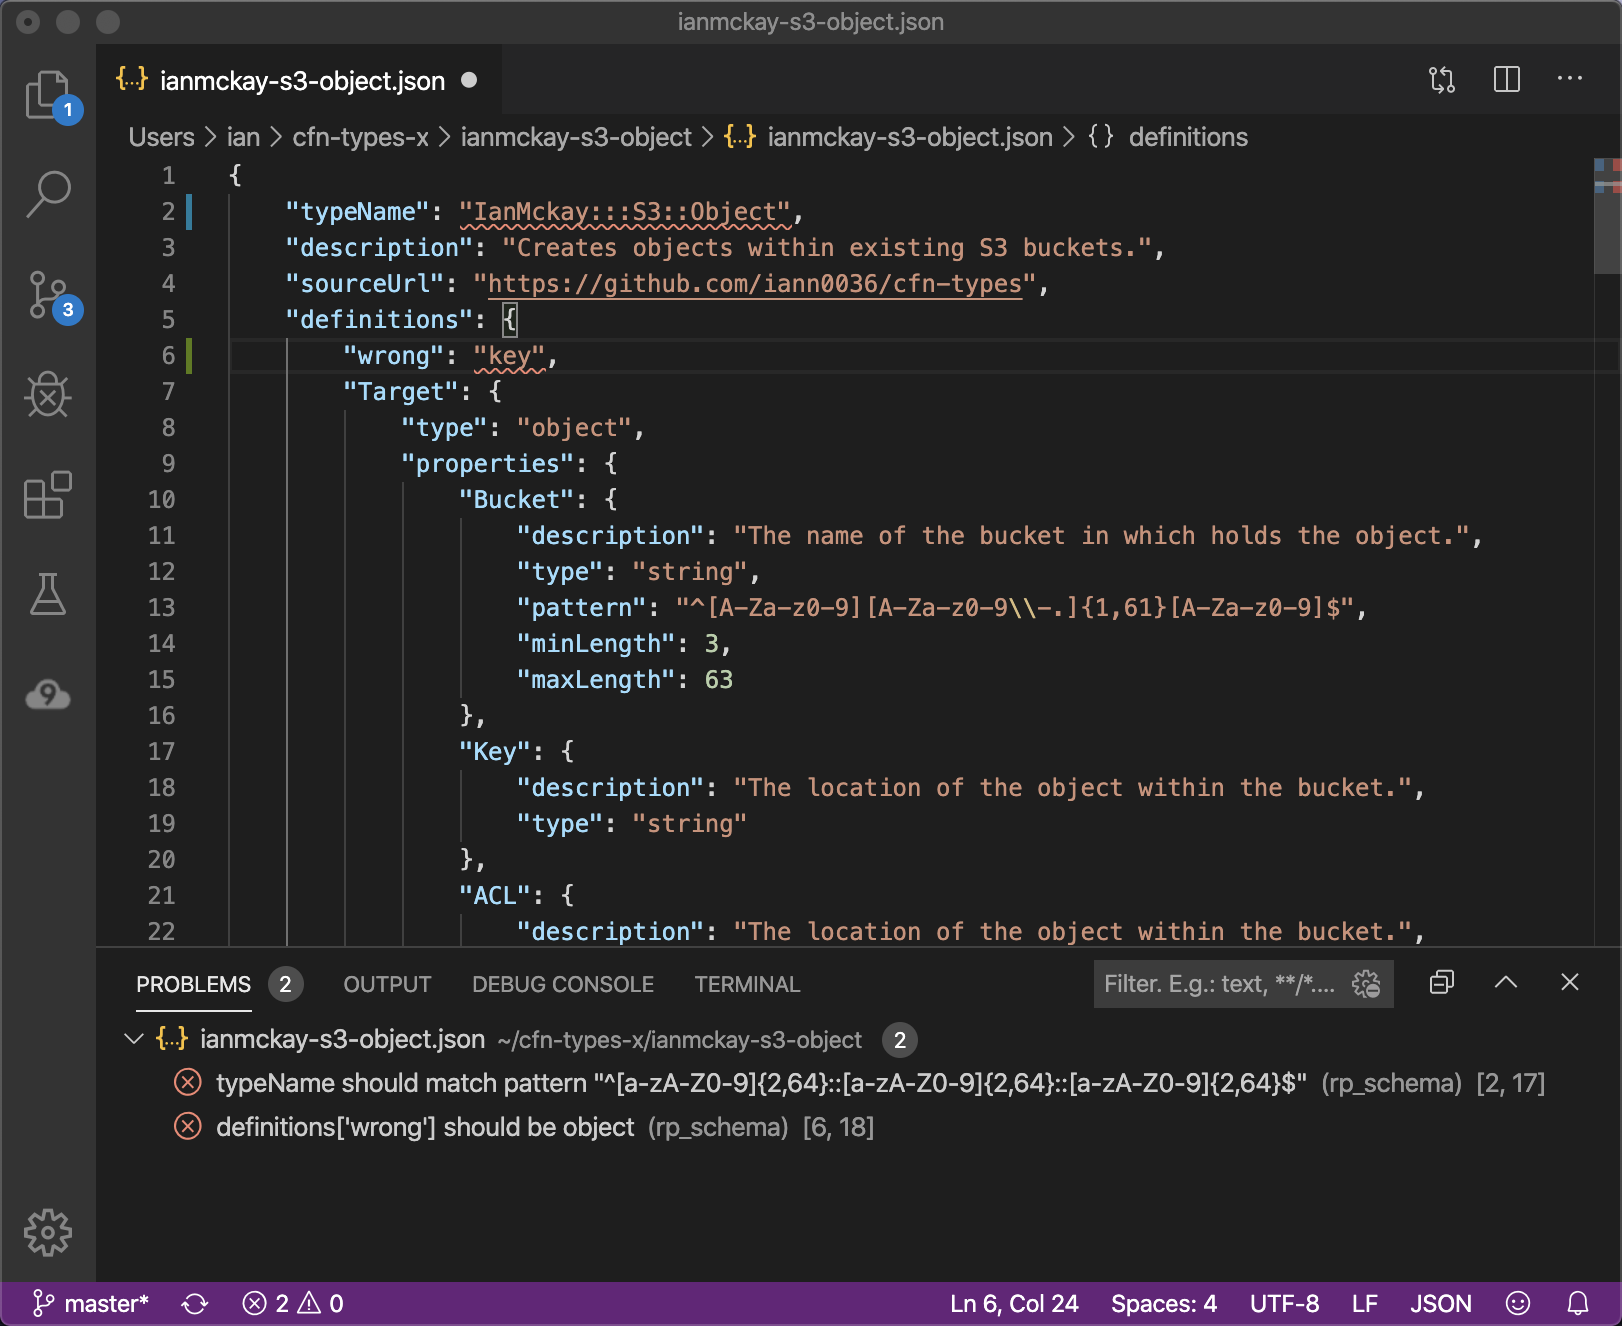 ianmckay-s3-object.json
{..} ianmckay-s3-object.json
1
3
Users > ian > cfn-types-x > ianmckay-s3-object > {..} ianmckay-s3-object.json > {} definitions
1 {
2 "typeName": "IanMckay:::S3::Object",
3 "description": "Creates objects within existing S3 buckets.",
4 "sourceUrl": "https://github.com/iann0036/cfn-types",
5 "definitions": {
6 "wrong": "key",
7 "Target": {
8 "type": "object",
9 "properties": {
10 "Bucket": {
11 "description": "The name of the bucket in which holds the object.",
12 "type": "string",
13 "pattern": "^[A-Za-z0-9][A-Za-z0-9\\-.]{1,61}[A-Za-z0-9]$",
14 "minLength": 3,
15 "maxLength": 63
16 },
17 "Key": {
18 "description": "The location of the object within the bucket.",
19 "type": "string"
20 },
21 "ACL": {
22 "description": "The location of the object within the bucket.",
9
PROBLEMS 2 OUTPUT DEBUG CONSOLE TERMINAL Filter. E.g.: text, **/*....
{..} ianmckay-s3-object.json ~/cfn-types-x/ianmckay-s3-object 2
typeName should match pattern "^[a-zA-Z0-9]{2,64}::[a-zA-Z0-9]{2,64}::[a-zA-Z0-9]{2,64}$" (rp_schema) [2, 17]
definitions['wrong'] should be object (rp_schema) [6, 18]
master* 2 0 Ln 6, Col 24 Spaces: 4 UTF-8 LF JSON